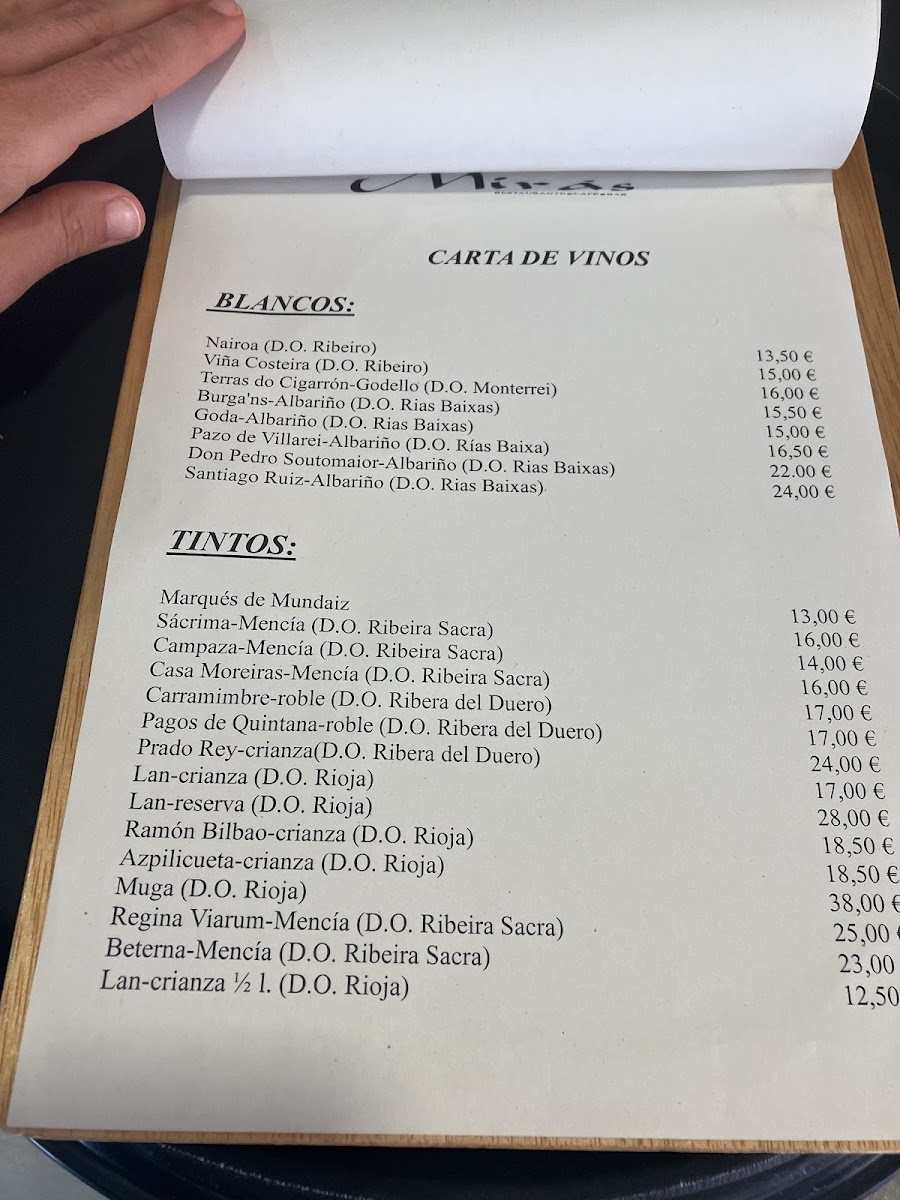 Mirás
RESTAURANTE●CAFÉ●BAR
CARTA DE VINOS
BLANCOS:
Nairoa (D.O. Ribeiro) 13,50 €
Viña Costeira (D.O. Ribeiro) 15,00 €
Terras do Cigarrón-Godello (D.O. Monterrei) 16,00 €
Burga'ns-Albariño (D.O. Rias Baixas) 15,50 €
Goda-Albariño (D.O. Rias Baixas) 15,00 €
Pazo de Villarei-Albariño (D.O. Rías Baixa) 16,50 €
Don Pedro Soutomaior-Albariño (D.O. Rias Baixas) 22.00 €
Santiago Ruiz-Albariño (D.O. Rias Baixas) 24,00 €
TINTOS:
Marqués de Mundaiz 13,00 €
Sácrima-Mencía (D.O. Ribeira Sacra) 16,00 €
Campaza-Mencía (D.O. Ribeira Sacra) 14,00 €
Casa Moreiras-Mencía (D.O. Ribeira Sacra) 16,00 €
Carramimbre-roble (D.O. Ribera del Duero) 17,00 €
Pagos de Quintana-roble (D.O. Ribera del Duero) 17,00 €
Prado Rey-crianza(D.O. Ribera del Duero) 24,00 €
Lan-crianza (D.O. Rioja) 17,00 €
Lan-reserva (D.O. Rioja) 28,00 €
Ramón Bilbao-crianza (D.O. Rioja) 18,50 €
Azpilicueta-crianza (D.O. Rioja) 18,50 €
Muga (D.O. Rioja) 38,00 €
Regina Viarum-Mencía (D.O. Ribeira Sacra) 25,00 €
Beterna-Mencía (D.O. Ribeira Sacra) 23,00
Lan-crianza ½ l. (D.O. Rioja) 12,50